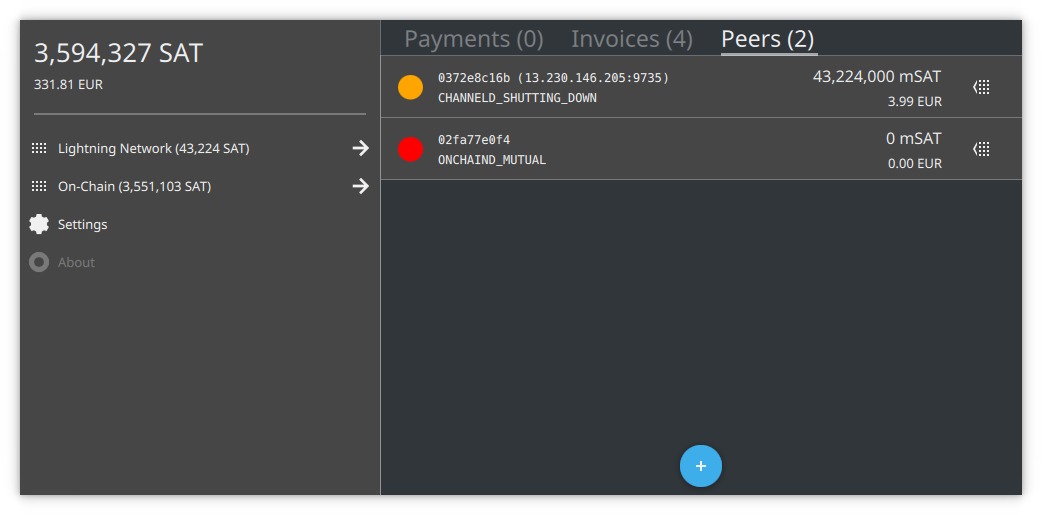 3,594,327 SAT
331.81 EUR
Lightning Network (43,224 SAT)
On-Chain (3,551,103 SAT)
Settings
About
Payments (0) Invoices (4) Peers (2)
0372e8c16b (13.230.146.205:9735) 43,224,000 mSAT
CHANNELD_SHUTTING_DOWN 3.99 EUR
02fa77e0f4 0 mSAT
ONCHAIND_MUTUAL 0.00 EUR
+